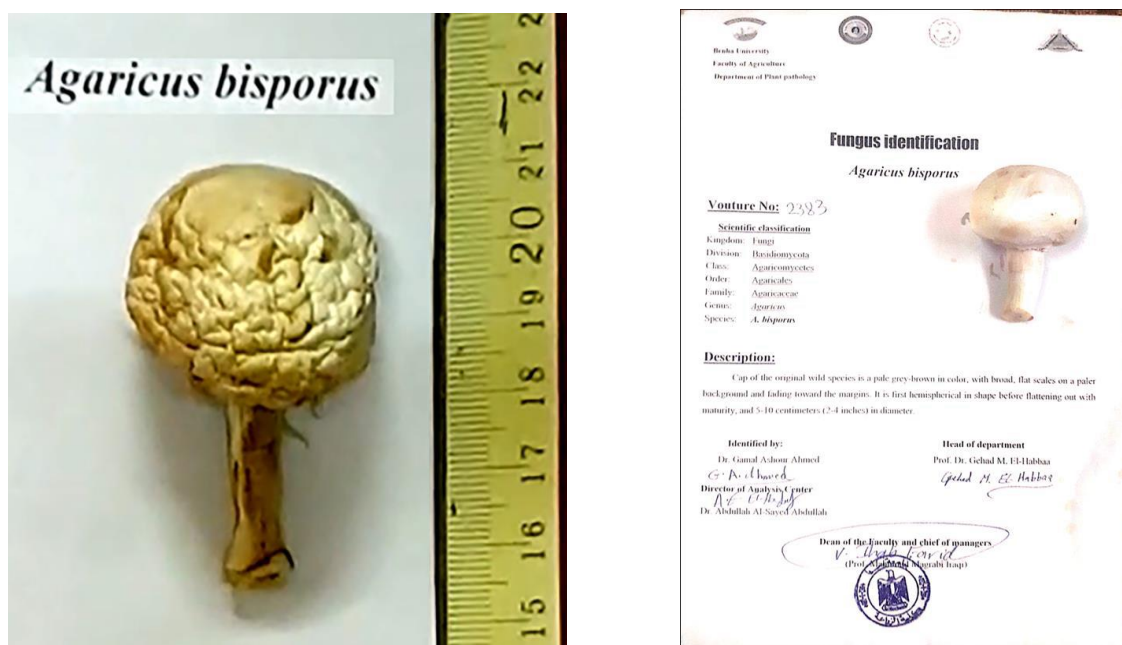 Agaricus bisporus
2
22
21
20
19
18
17
16
15
Benha University
Faculty of Agriculture
Department of Plant pathology
Fungus identification
Agaricus bisporus
Vouture No: 2383
Scientific classification
Kingdom: Fungi
Division: Basidiomycota
Class: Agaricomycetes
Order: Agaricales
Family: Agaricaceae
Genus: Agaricus
Species: A. bisporus
Description:
Cap of the original wild species is a pale grey-brown in color, with broad, flat scales on a paler
background and fading toward the margins. It is first hemispherical in shape before flattening out with
maturity, and 5-10 centimeters (2-4 inches) in diameter.
Identified by:
Dr. Gamal Ashour Ahmed
G. A. Ahmed
Director of Analysis Center
Dr. Abdullah Al-Sayed Abdullah
Head of department
Prof. Dr. Gehad M. El-Habbaa
Gehad M. El Habbaa
Dean of the Faculty and chief of managers
(Prof. Magrabi Iraqi)